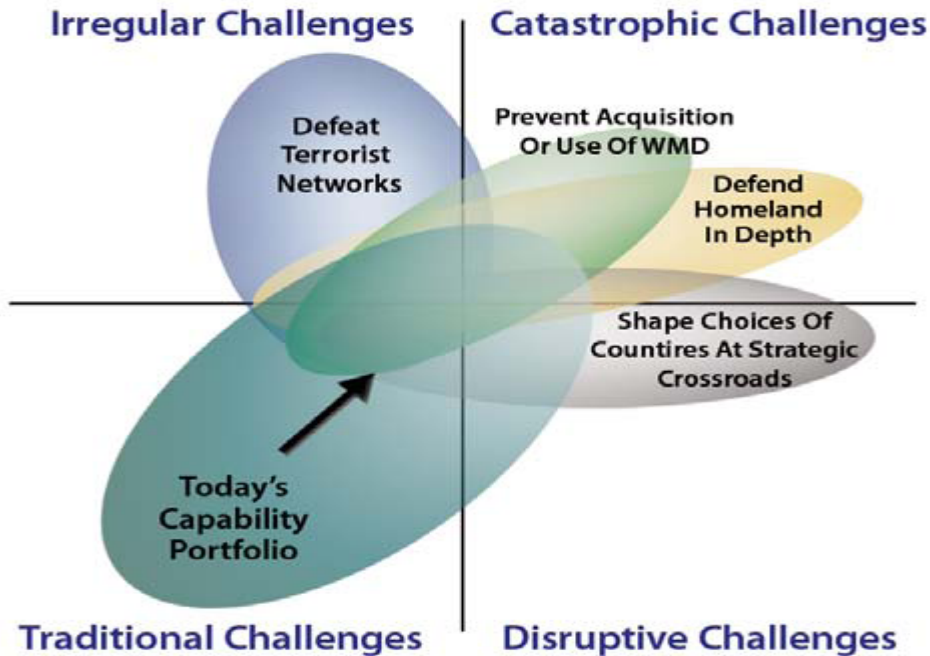 Irregular Challenges
Catastrophic Challenges
Defeat
Terrorist
Networks
Prevent Acquisition
Or Use Of WMD
Defend
Homeland
In Depth
Shape Choices Of
Countires At Strategic
Crossroads
Today's
Capability
Portfolio
Traditional Challenges
Disruptive Challenges